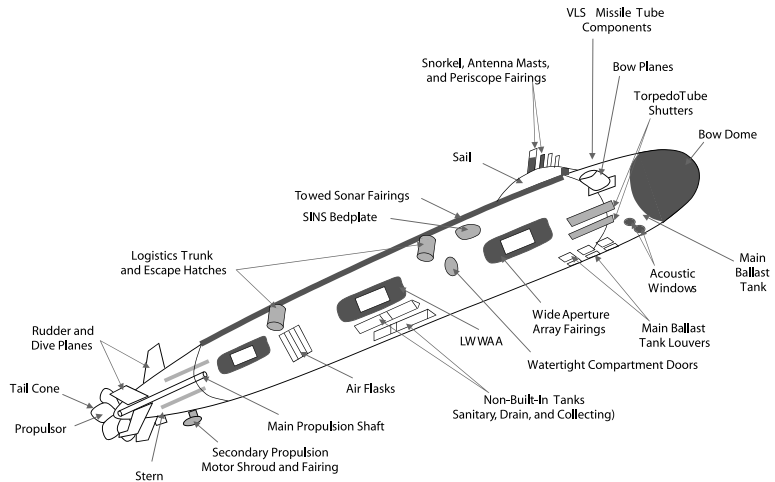 VLS Missile Tube
Components
Snorkel, Antenna Masts,
and Periscope Fairings
Bow Planes
TorpedoTube
Shutters
Bow Dome
Sail
Towed Sonar Fairings
SINS Bedplate
Logistics Trunk
and Escape Hatches
Main
Ballast
Tank
Acoustic
Windows
Wide Aperture
Array Fairings
Main Ballast
Tank Louvers
Rudder and
Dive Planes
LWWAA
Watertight Compartment Doors
Tail Cone
Air Flasks
Non-Built-In Tanks
Sanitary, Drain, and Collecting)
Propulsor
Main Propulsion Shaft
Secondary Propulsion
Motor Shroud and Fairing
Stern